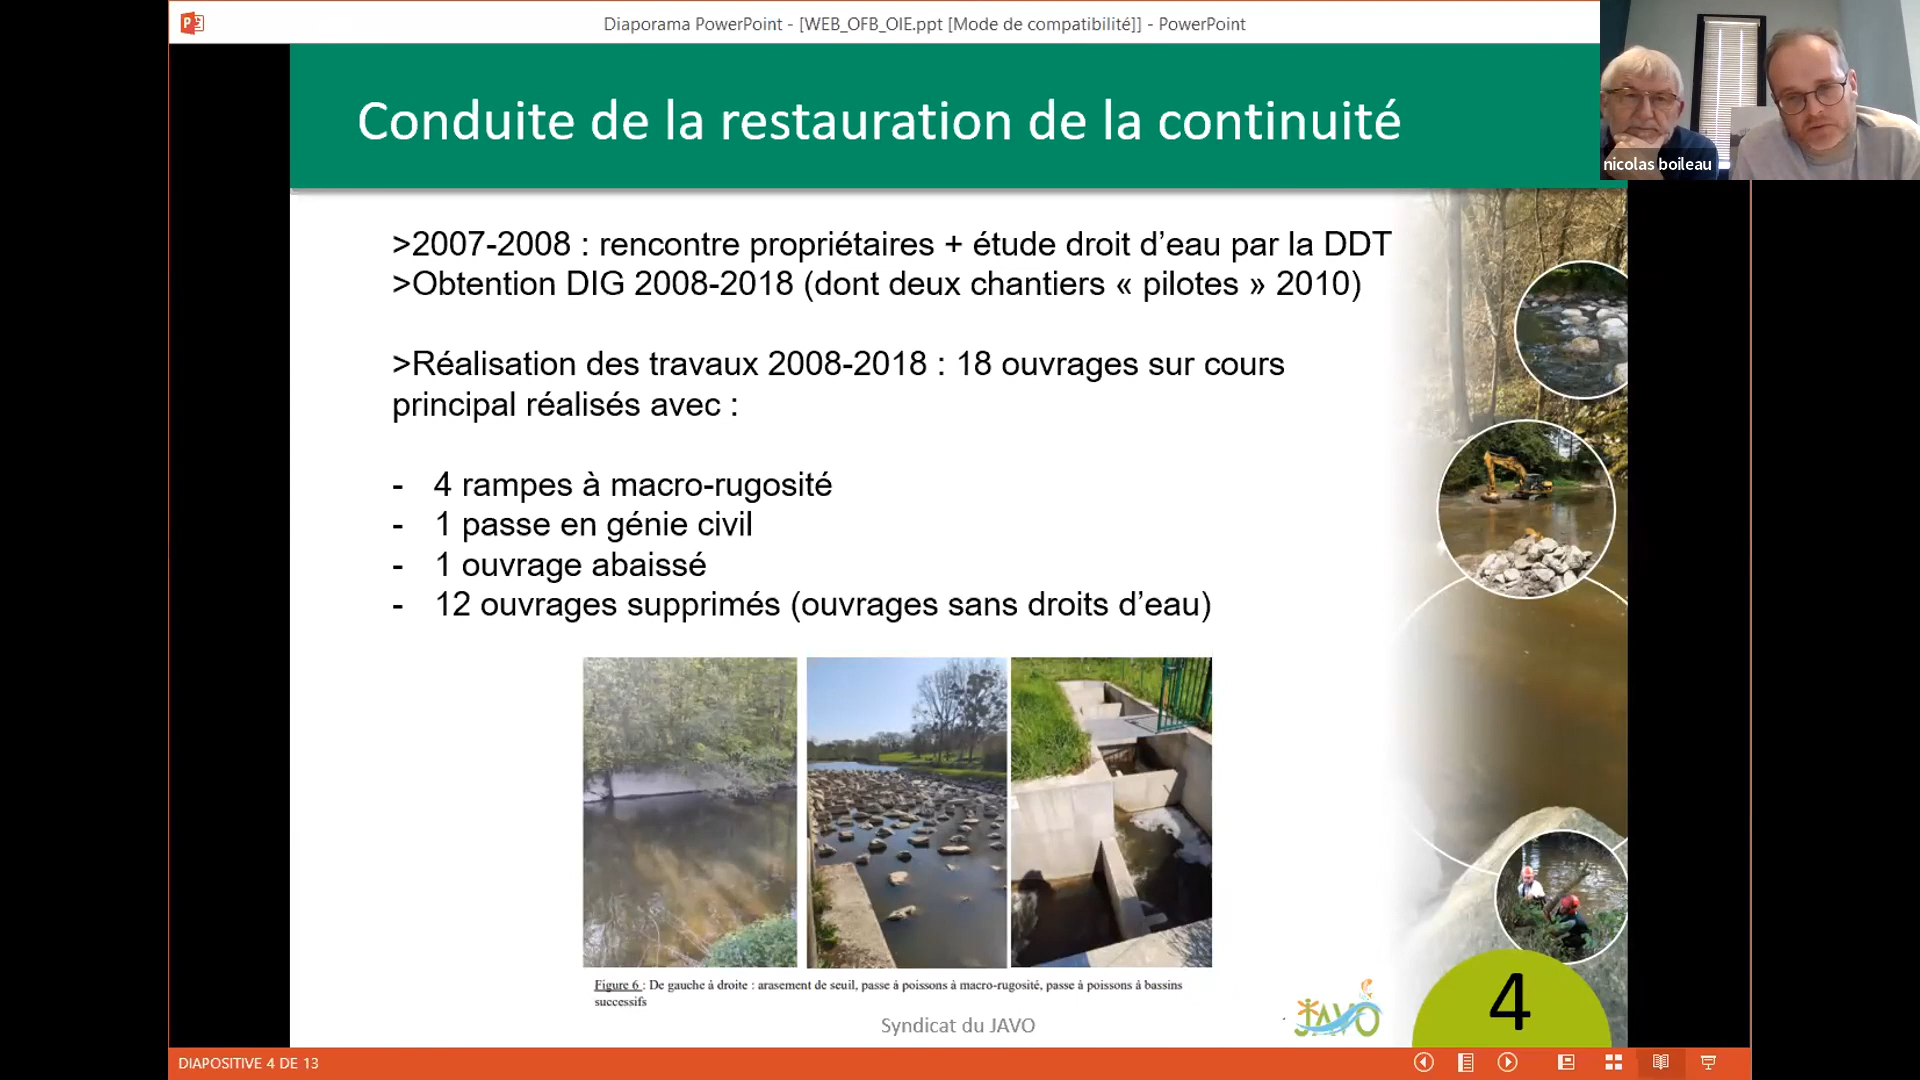 Diaporama PowerPoint - [WEB_OFB_OIE.ppt [Mode de compatibilité]] - PowerPoint
nicolas boileau
Conduite de la restauration de la continuité
>2007-2008 : rencontre propriétaires + étude droit d’eau par la DDT
>Obtention DIG 2008-2018 (dont deux chantiers « pilotes » 2010)
>Réalisation des travaux 2008-2018 : 18 ouvrages sur cours
principal réalisés avec :
- 4 rampes à macro-rugosité
- 1 passe en génie civil
- 1 ouvrage abaissé
- 12 ouvrages supprimés (ouvrages sans droits d’eau)
Figure 6 : De gauche à droite : arasement de seuil, passe à poissons à macro-rugosité, passe à poissons à bassins
successifs
Syndicat du JAVO
JAVO
4
DIAPOSITIVE 4 DE 13